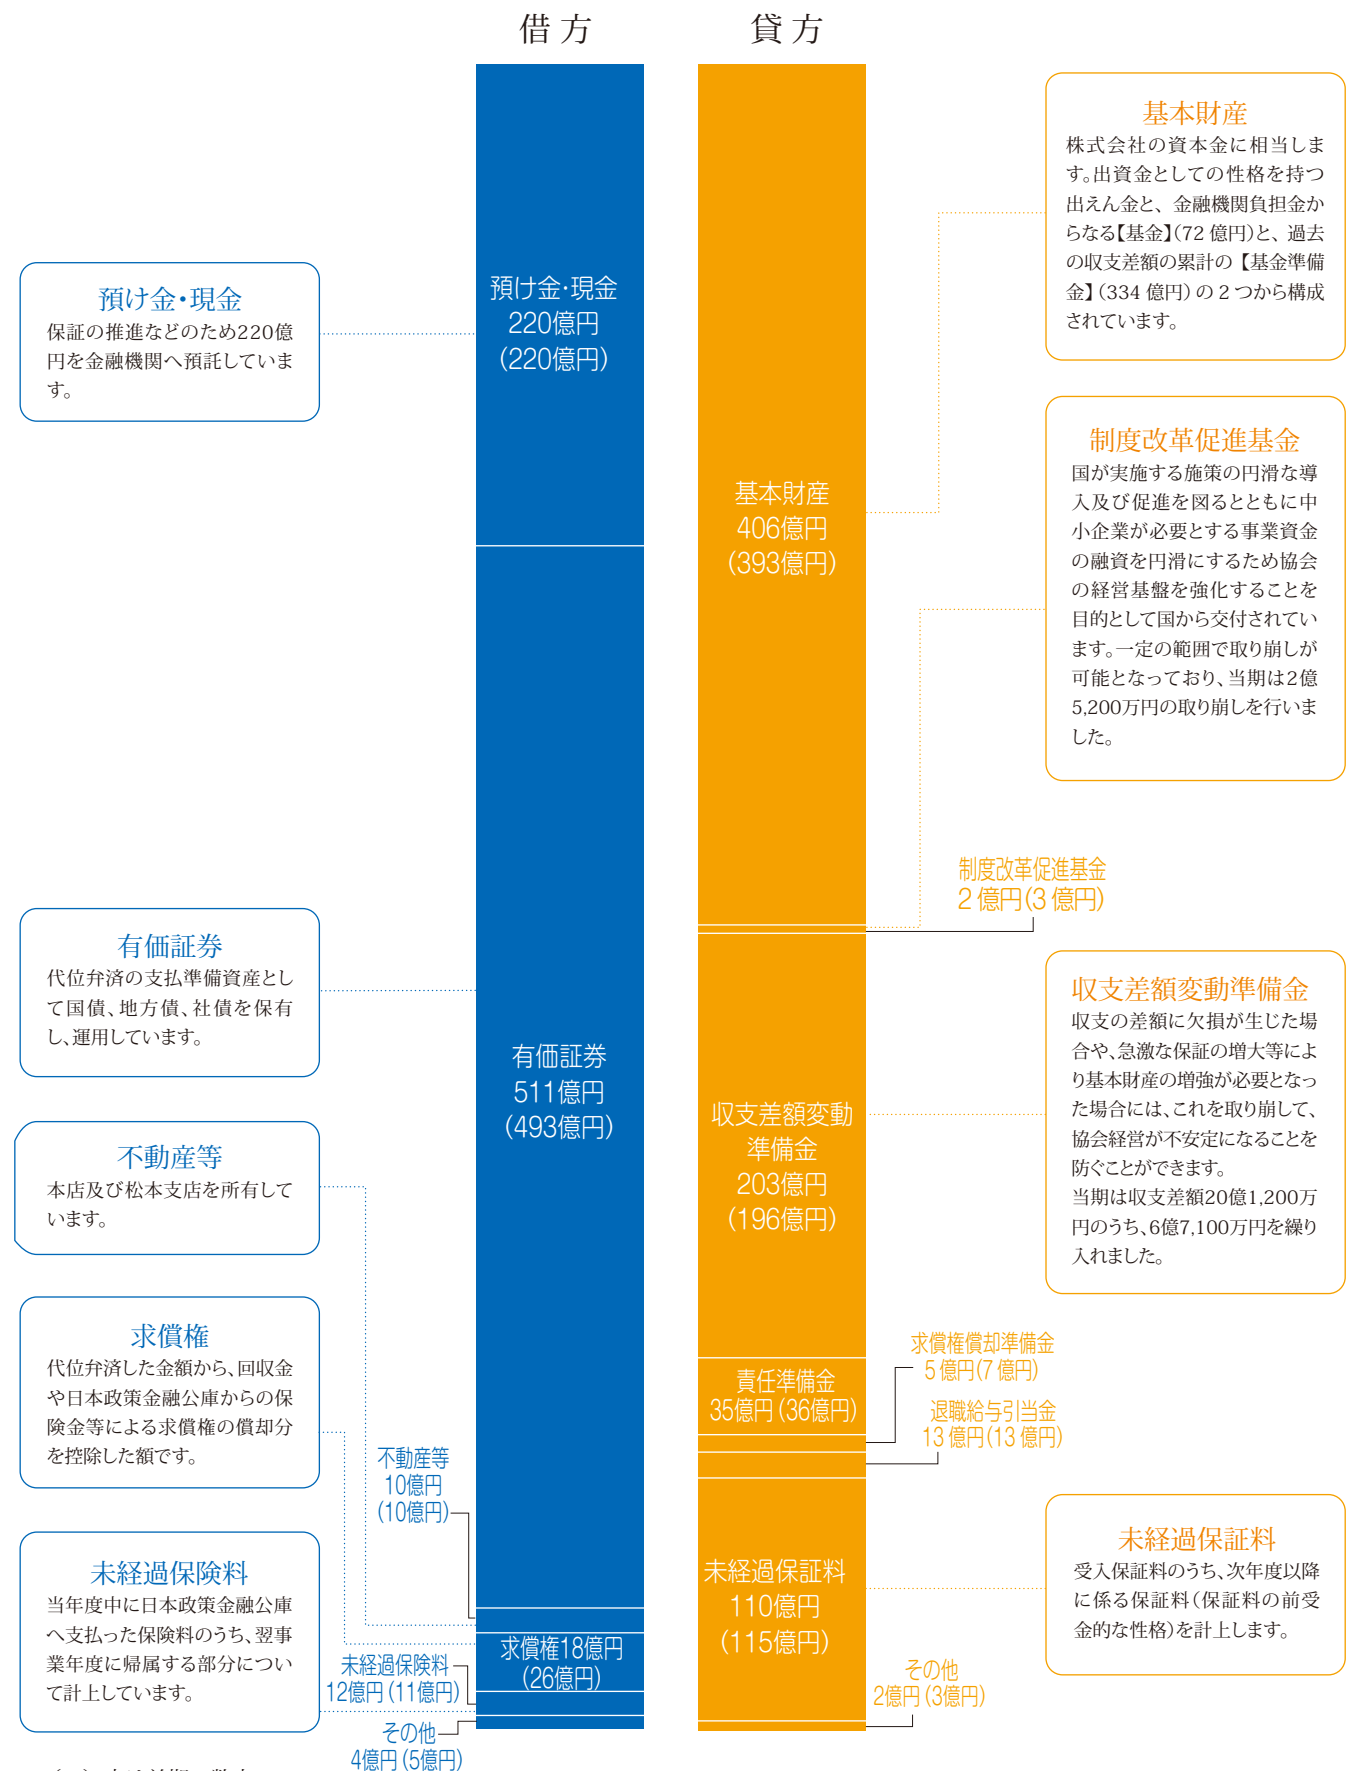 借方
貸方
預け金・現金
保証の推進などのため220億
円を金融機関へ預託していま
す。
有価証券
代位弁済の支払準備資産とし
て国債、地方債、社債を保有
し、運用しています。
不動産等
本店及び松本支店を所有して
います。
求償権
代位弁済した金額から、回収金
や日本政策金融公庫からの保
険金等による求償権の償却分
を控除した額です。
未経過保険料
当年度中に日本政策金融公庫
へ支払った保険料のうち、翌事
業年度に帰属する部分につい
て計上しています。
預け金・現金
220億円
(220億円)
有価証券
511億円
(493億円)
不動産等
10億円
(10億円)
求償権18億円
(26億円)
未経過保険料
12億円(11億円)
その他
4億円(5億円)
基本財産
406億円
(393億円)
制度改革促進基金
2億円(3億円)
収支差額変動
準備金
203億円
(196億円)
責任準備金
35億円(36億円)
求償権償却準備金
5億円(7億円)
退職給与引当金
13億円(13億円)
未経過保証料
110億円
(115億円)
その他
2億円(3億円)
基本財産
株式会社の資本金に相当しま
す。出資金としての性格を持つ
出えん金と、金融機関負担金か
らなる【基金】(72億円)と、過去
の収支差額の累計の【基金準備
金】(334億円)の2つから構成
されています。
制度改革促進基金
国が実施する施策の円滑な導
入及び促進を図るとともに中
小企業が必要とする事業資金
の融資を円滑にするため協会
の経営基盤を強化することを
目的として国から交付されてい
ます。一定の範囲で取り崩しが
可能となっており、当期は2億
5,200万円の取り崩しを行いま
した。
収支差額変動準備金
収支の差額に欠損が生じた場
合や、急激な保証の増大等によ
り基本財産の増強が必要となっ
た場合には、これを取り崩して、
協会経営が不安定になることを
防ぐことができます。
当期は収支差額20億1,200万
円のうち、6億7,100万円を繰り
入れました。
未経過保証料
受入保証料のうち、次年度以降
に係る保証料(保証料の前受
金的な性格)を計上します。